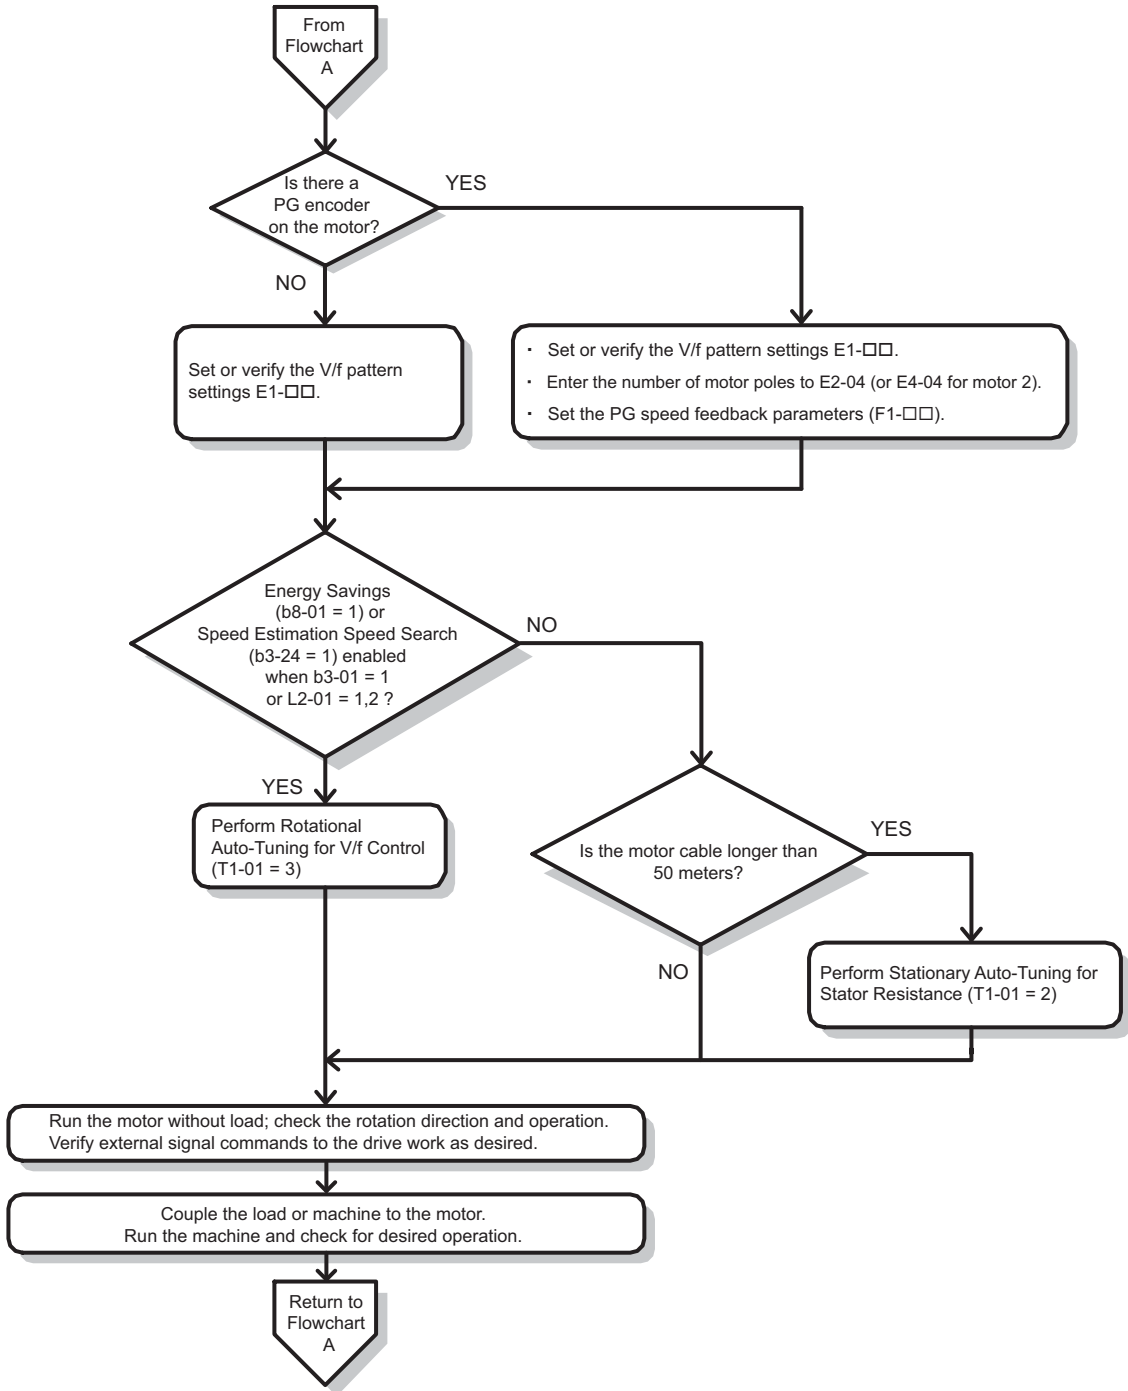 From
Flowchart
A
Is there a
PG encoder
on the motor?
YES
NO
Set or verify the V/f pattern
settings E1-□□.
· Set or verify the V/f pattern settings E1-□□.
· Enter the number of motor poles to E2-04 (or E4-04 for motor 2).
· Set the PG speed feedback parameters (F1-□□).
Energy Savings
(b8-01 = 1) or
Speed Estimation Speed Search
(b3-24 = 1) enabled
when b3-01 = 1
or L2-01 = 1,2 ?
NO
YES
Perform Rotational
Auto-Tuning for V/f Control
(T1-01 = 3)
Is the motor cable longer than
50 meters?
YES
NO
Perform Stationary Auto-Tuning for
Stator Resistance (T1-01 = 2)
Run the motor without load; check the rotation direction and operation.
Verify external signal commands to the drive work as desired.
Couple the load or machine to the motor.
Run the machine and check for desired operation.
Return to
Flowchart
A